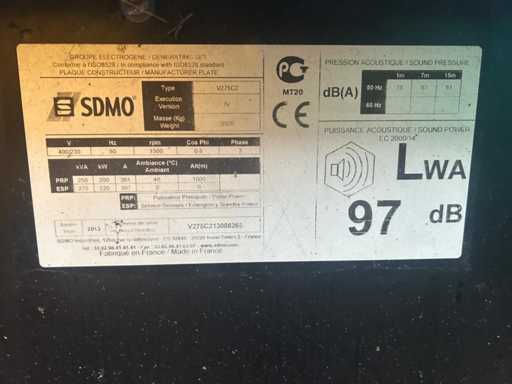 GROUPE ELECTROGENE / GENERATING SET
Conforme à ISO8528 / In compliance with ISO8528 standard
PLAQUE CONSTRUCTEUR / MANUFACTURER PLATE
SDMO
Type V275C2
Execution Version IV
Masse (Kg) Weight
V Hz rpm Cos Phi Phase
400/230 50 1500 0.8 3
kVA kW A Ambiance (°C) Ambient Alt(m)
PRP 250 200 361 40 1000
ESP 275 220 397
PRP: Puissance Principale / Prime Power
ESP: Secours Secours / Emergency Standby Power
2013
V275C213008265
Fabriqué en France / Made in France
MT20
CE
PRESSION ACOUSTIQUE / SOUND PRESSURE
1m 7m 15m
dB(A)
50 Hz
60 Hz
PUISSANCE ACOUSTIQUE / SOUND POWER
EC 2000/14
LWA
97 dB